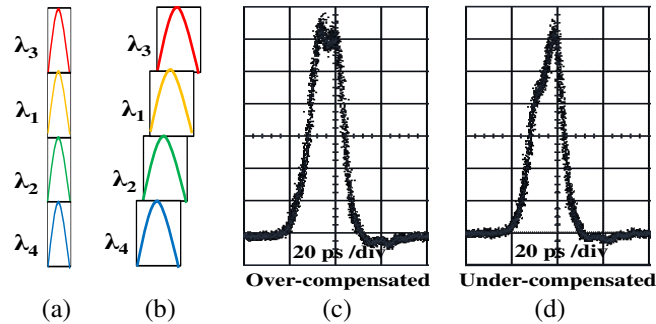 λ3
λ1
λ2
λ4
λ3
λ1
λ2
λ4
20 ps /div
20 ps /div
Over-compensated
Under-compensated
(a)
(b)
(c)
(d)